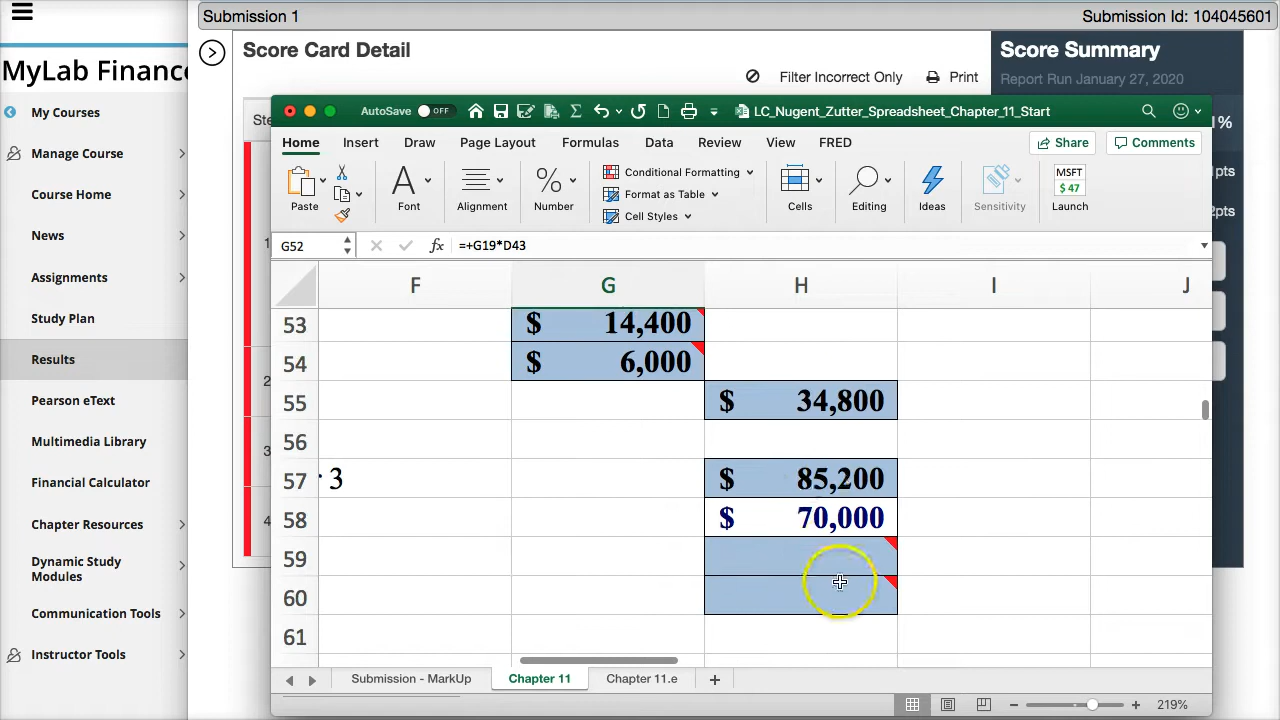 Submission 1
Submission Id: 104045601
MyLab Finance
Score Card Detail
Score Summary
Report Run January 27, 2020
Filter Incorrect Only
Print
My Courses
Manage Course
Course Home
News
Assignments
Study Plan
Results
Pearson eText
Multimedia Library
Financial Calculator
Chapter Resources
Dynamic Study
Modules
Communication Tools
Instructor Tools
1%
1pts
2pts
AutoSave OFF
LC_Nugent_Zutter_Spreadsheet_Chapter_11_Start
Home Insert Draw Page Layout Formulas Data Review View FRED
Share
Comments
Paste
Font
Alignment
Number
Conditional Formatting
Format as Table
Cell Styles
Cells
Editing
Ideas
Sensitivity
MSFT
$ 47
Launch
G52 fx =+G19*D43
F G H I J
53 $ 14,400
54 $ 6,000
55 $ 34,800
56
57 3 $ 85,200
58 $ 70,000
59
60
61
Submission - MarkUp Chapter 11 Chapter 11.e +
219%